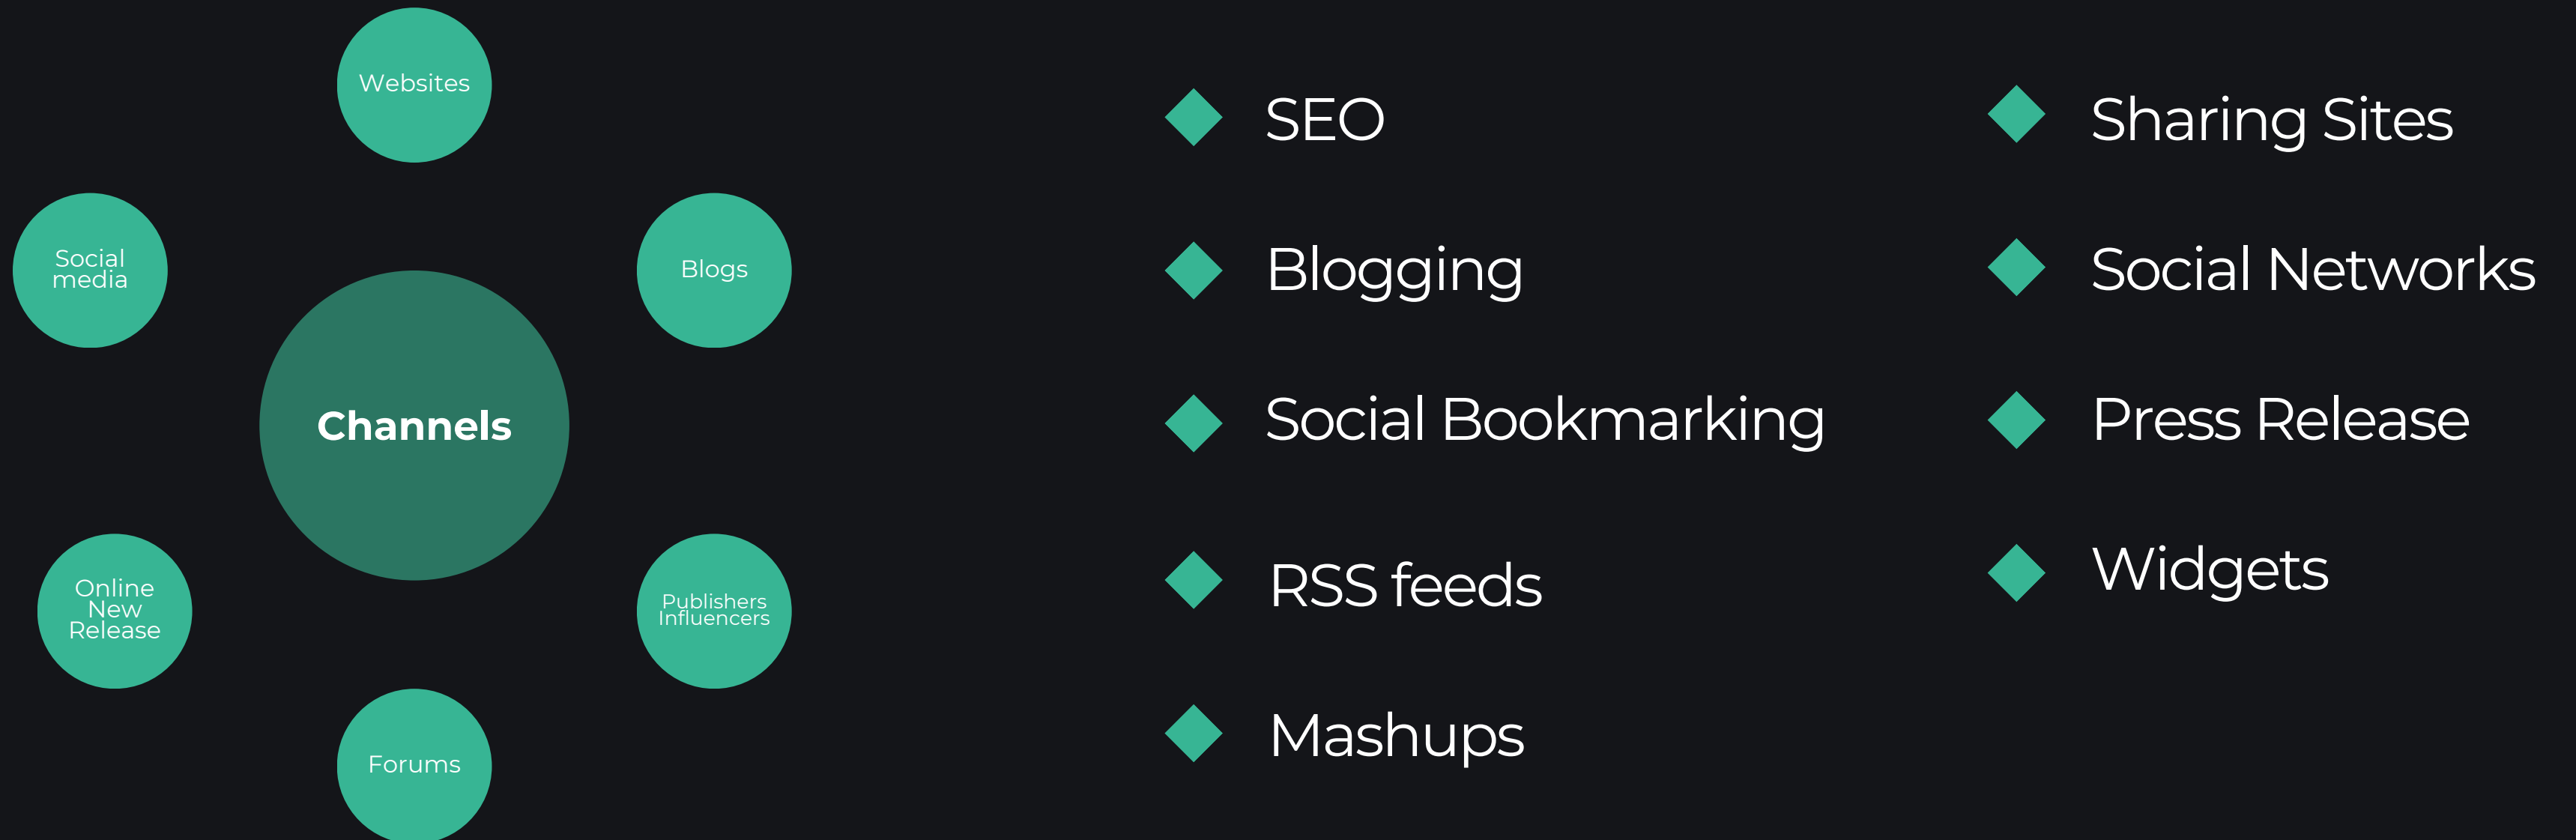 Websites
Social
media
Blogs
Channels
Online
New
Release
Publishers
Influencers
Forums
SEO
Blogging
Social Bookmarking
RSS feeds
Mashups
Sharing Sites
Social Networks
Press Release
Widgets